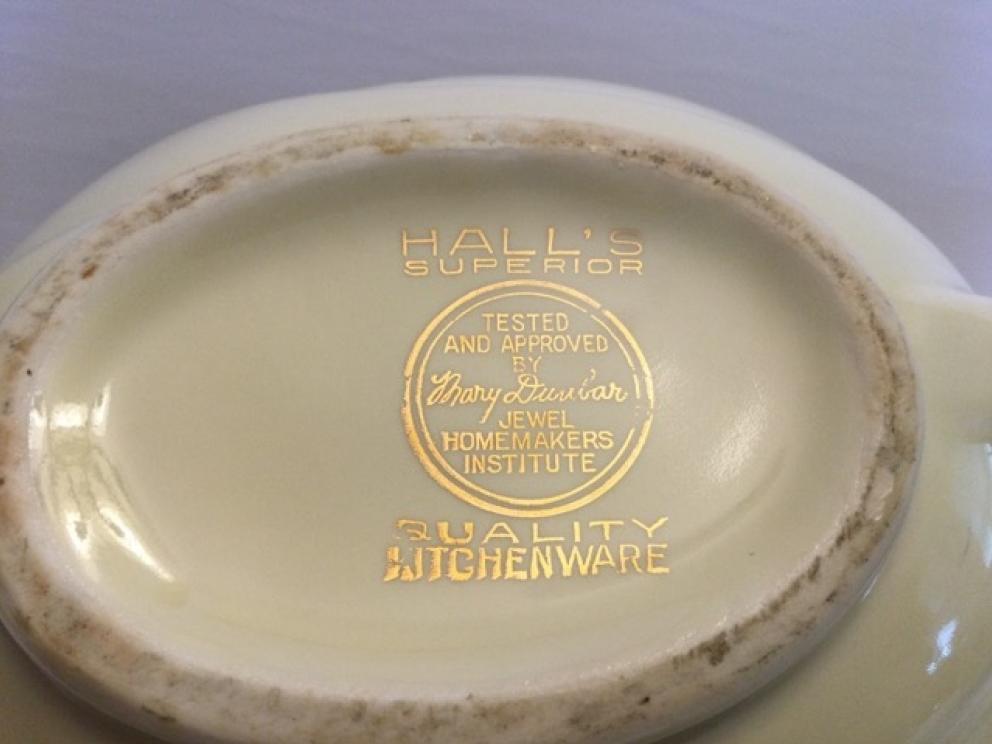 HALL'S
SUPERIOR
TESTED
AND APPROVED
BY
Mary Dunbar
JEWEL
HOMEMAKERS
INSTITUTE
QUALITY
KITCHENWARE